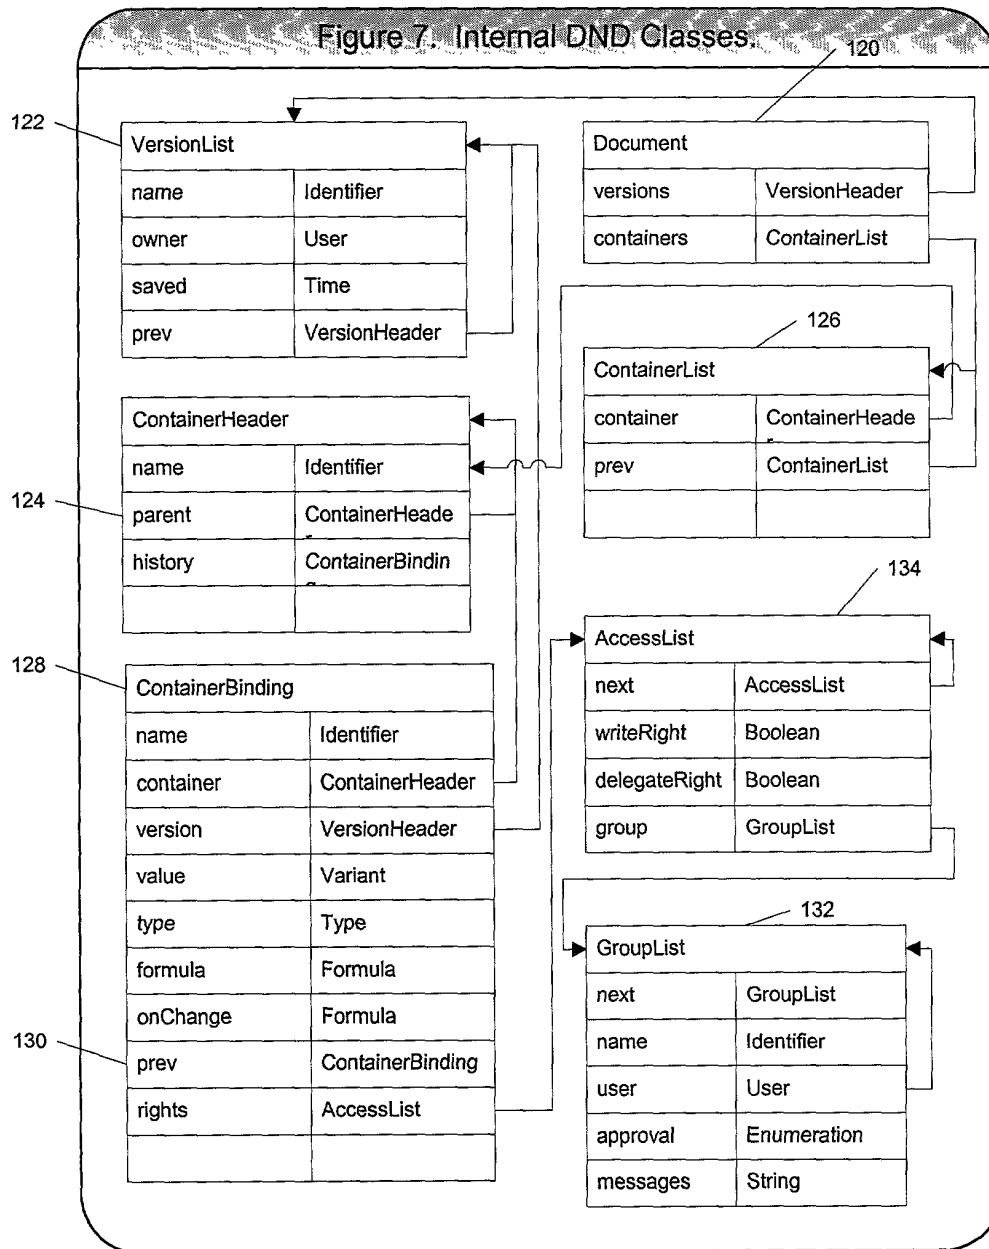 Figure 7. Internal DND Classes.
120
122
VersionList
name Identifier
owner User
saved Time
prev VersionHeader
Document
versions VersionHeader
containers ContainerList
126
ContainerList
container ContainerHeade
prev ContainerList
ContainerHeader
name Identifier
124
parent ContainerHeade
history ContainerBindin
134
AccessList
next AccessList
writeRight Boolean
delegateRight Boolean
group GroupList
128
ContainerBinding
name Identifier
container ContainerHeader
version VersionHeader
value Variant
type Type
formula Formula
onChange Formula
130
prev ContainerBinding
rights AccessList
132
GroupList
next GroupList
name Identifier
user User
approval Enumeration
messages String